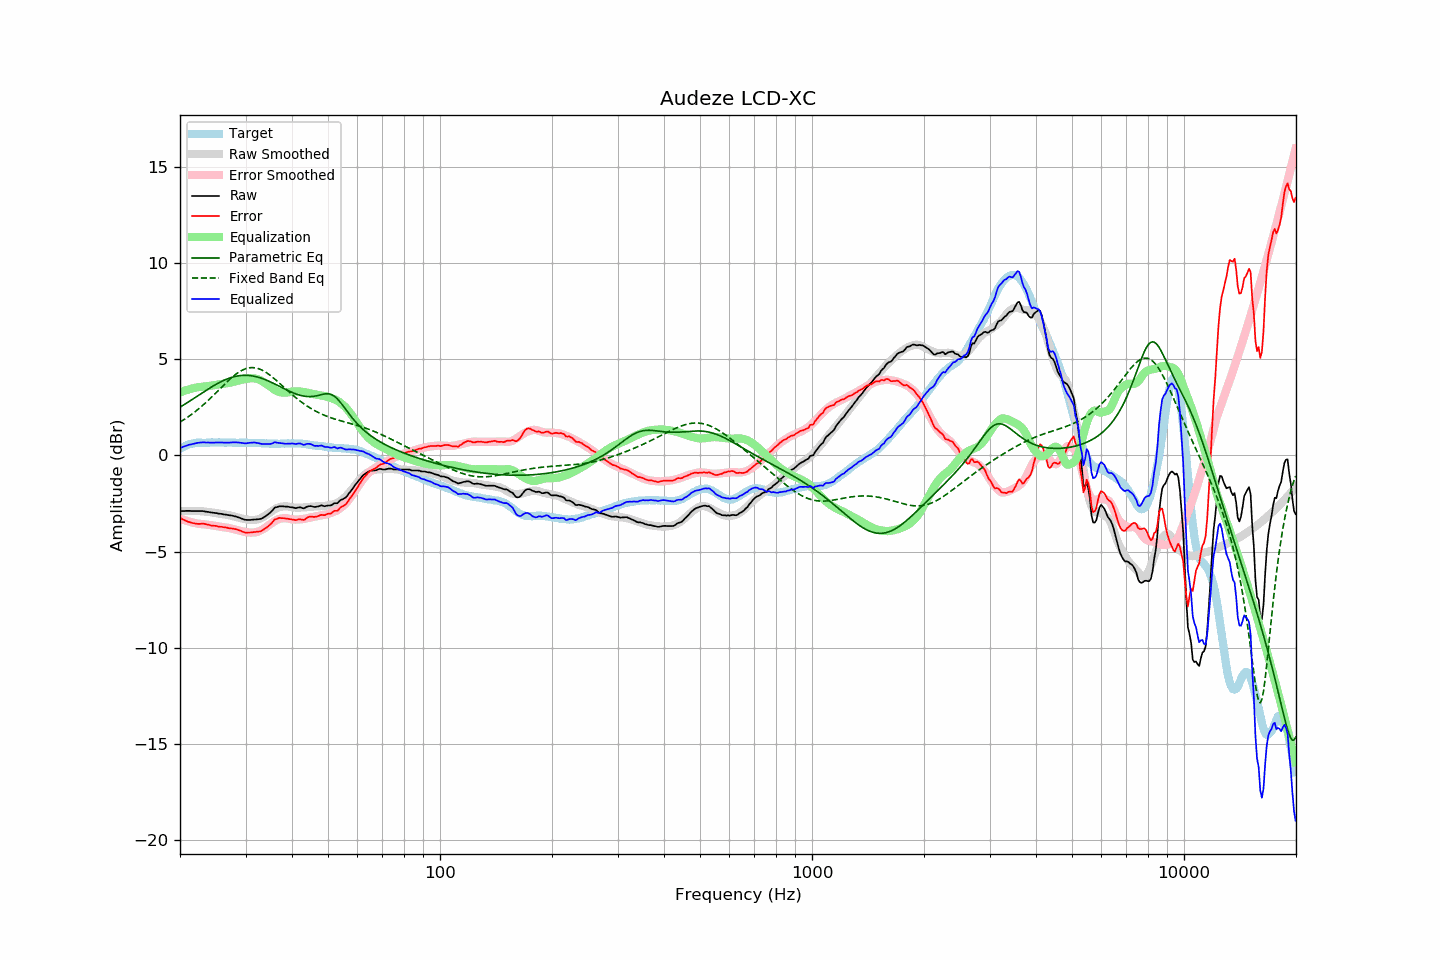 Audeze LCD-XC
Target
Raw Smoothed
Error Smoothed
Raw
Error
Equalization
Parametric Eq
Fixed Band Eq
Equalized
15
10
5
0
−5
−10
−15
−20
Amplitude (dBr)
100
1000
10000
Frequency (Hz)